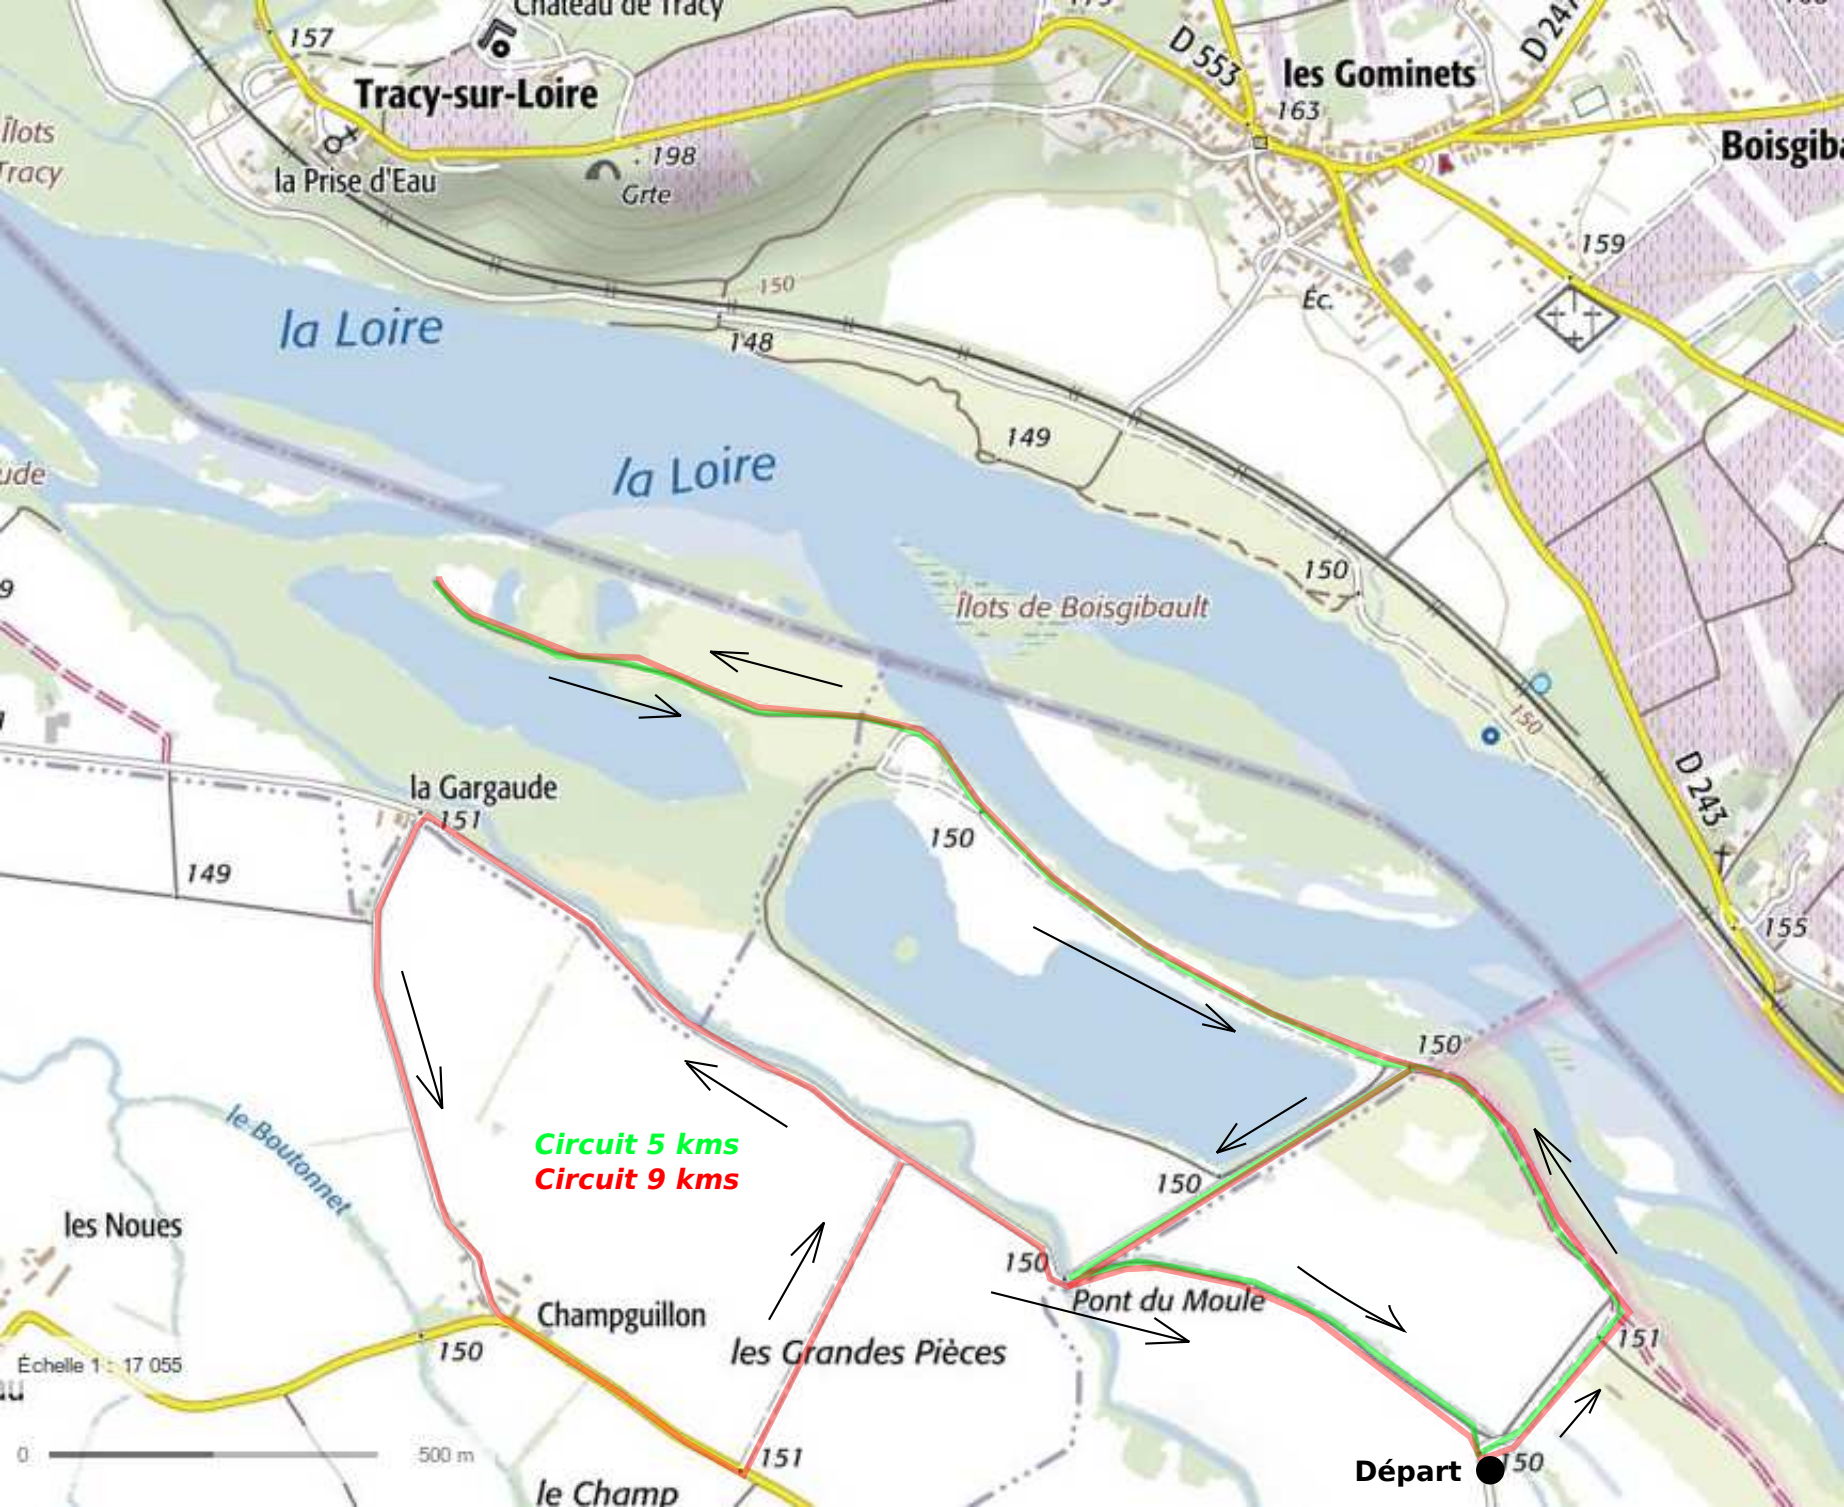 Château de Tracy
157
D 553
D 247
les Gominets
Tracy-sur-Loire
163
îlots
Tracy
198
Grte
la Prise d'Eau
159
150
Éc.
la Loire
148
149
la Loire
150
Îlots de Boisgibault
150
la Gargaude
151
D 243
150
149
155
150
Circuit 5 kms
Circuit 9 kms
le Boutonnet
150
les Noues
150
Pont du Moule
Champguillon
151
150
les Grandes Pièces
Échelle 1 : 17 055
0
500 m
151
Départ
150
le Champ